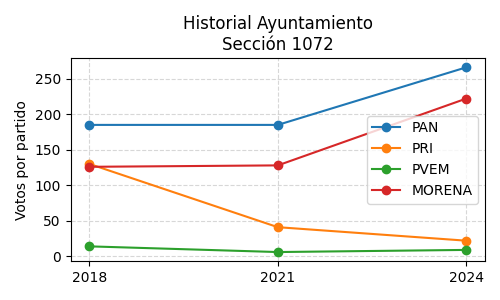 Historial Ayuntamiento
Sección 1072
Votos por partido
250
200
150
100
50
0
2018
2021
2024
PAN
PRI
PVEM
MORENA